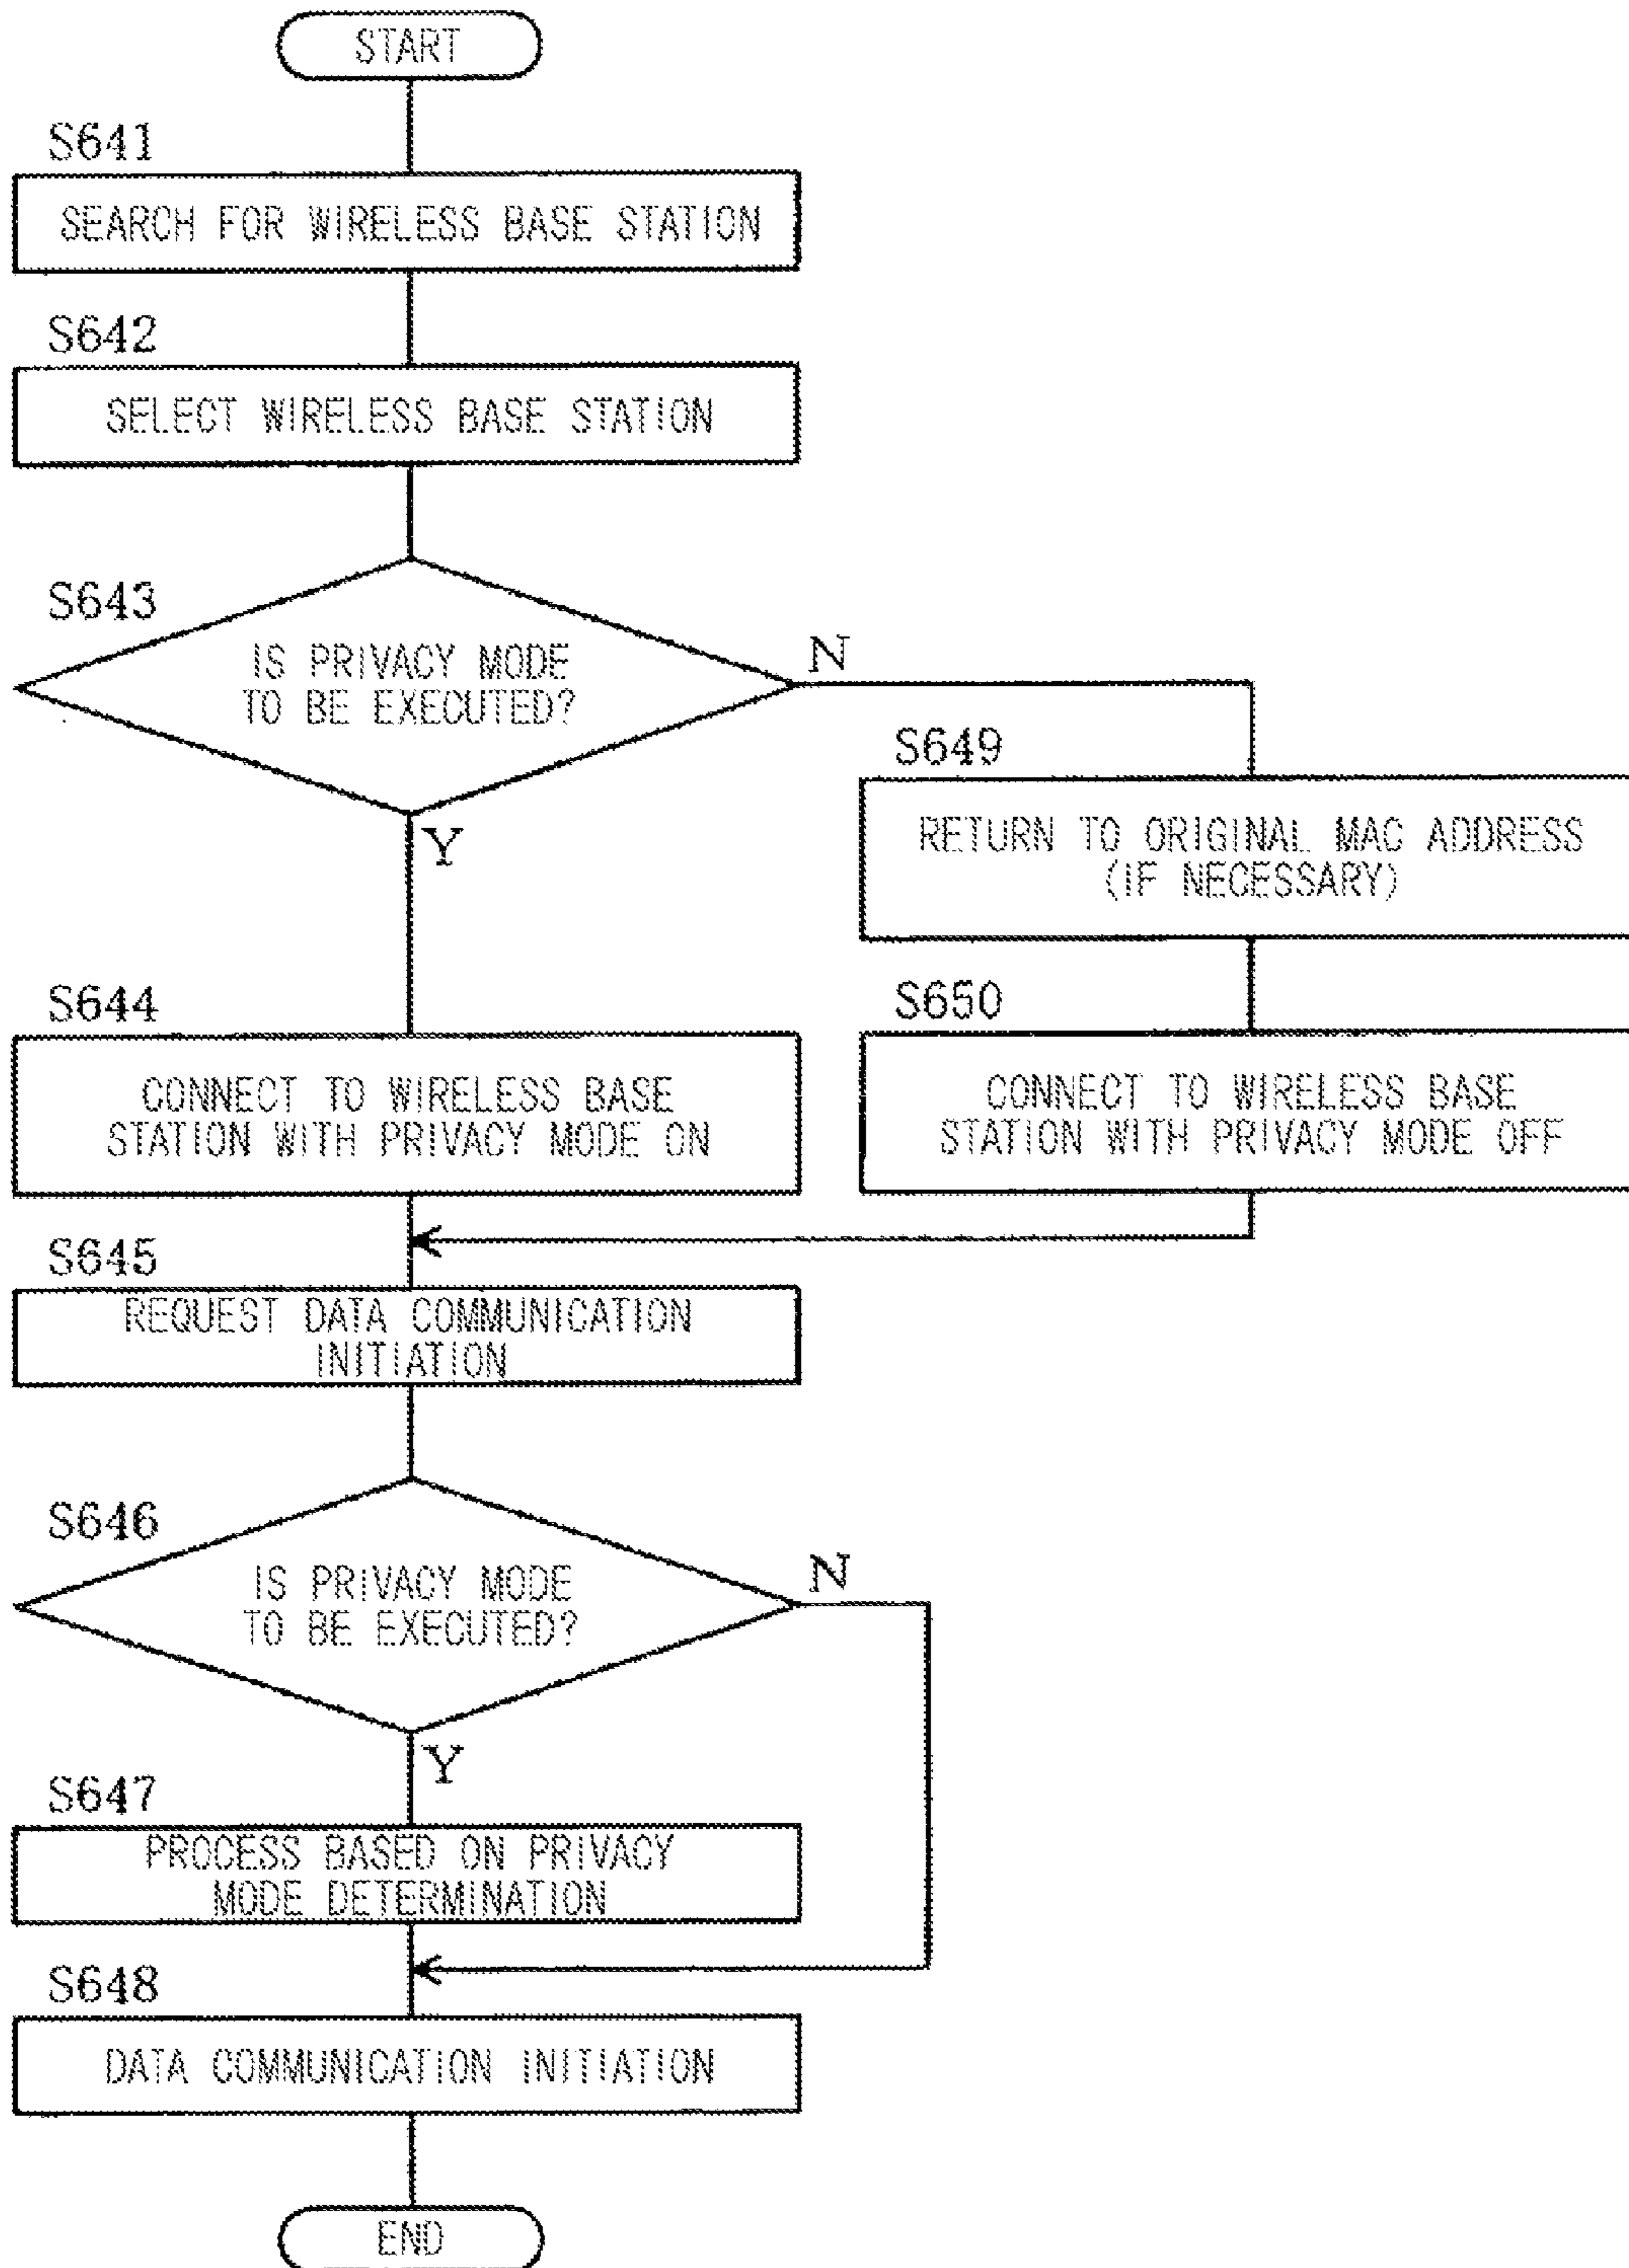 START
S641
SEARCH FOR WIRELESS BASE STATION
S642
SELECT WIRELESS BASE STATION
S643
IS PRIVACY MODE
TO BE EXECUTED?
N
Y
S649
RETURN TO ORIGINAL MAC ADDRESS
(IF NECESSARY)
S644
CONNECT TO WIRELESS BASE
STATION WITH PRIVACY MODE ON
S650
CONNECT TO WIRELESS BASE
STATION WITH PRIVACY MODE OFF
S645
REQUEST DATA COMMUNICATION
INITIATION
S646
IS PRIVACY MODE
TO BE EXECUTED?
N
Y
S647
PROCESS BASED ON PRIVACY
MODE DETERMINATION
S648
DATA COMMUNICATION INITIATION
END